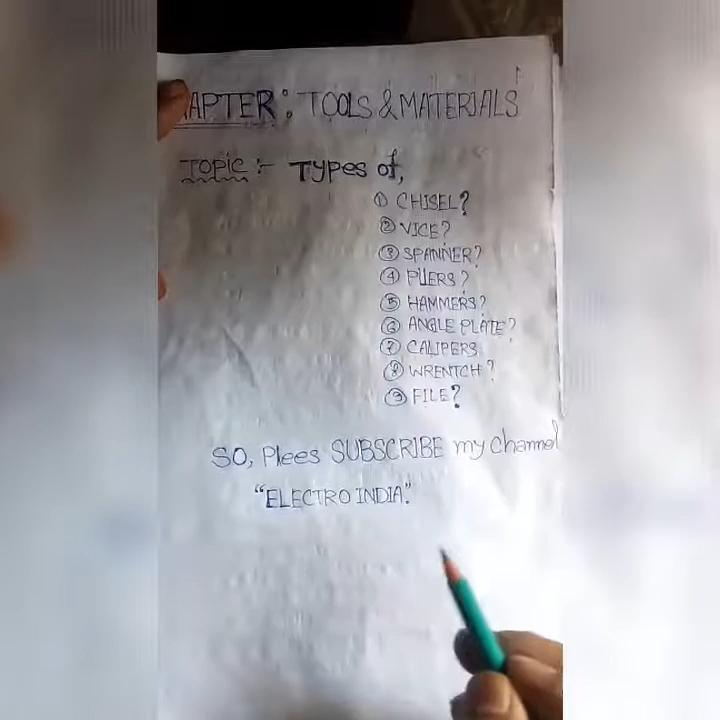 HAPTER : TOOLS & MATERIALS
TOPIC :- TYPES of,
① CHISEL?
② VICE?
③ SPANNER?
④ PLIERS?
⑤ HAMMERS?
⑥ ANGLE PLATE?
⑦ CALIPERS
⑧ WRENTCH?
⑨ FILE?
SO, Plees SUBSCRIBE my Channel
"ELECTRO INDIA."